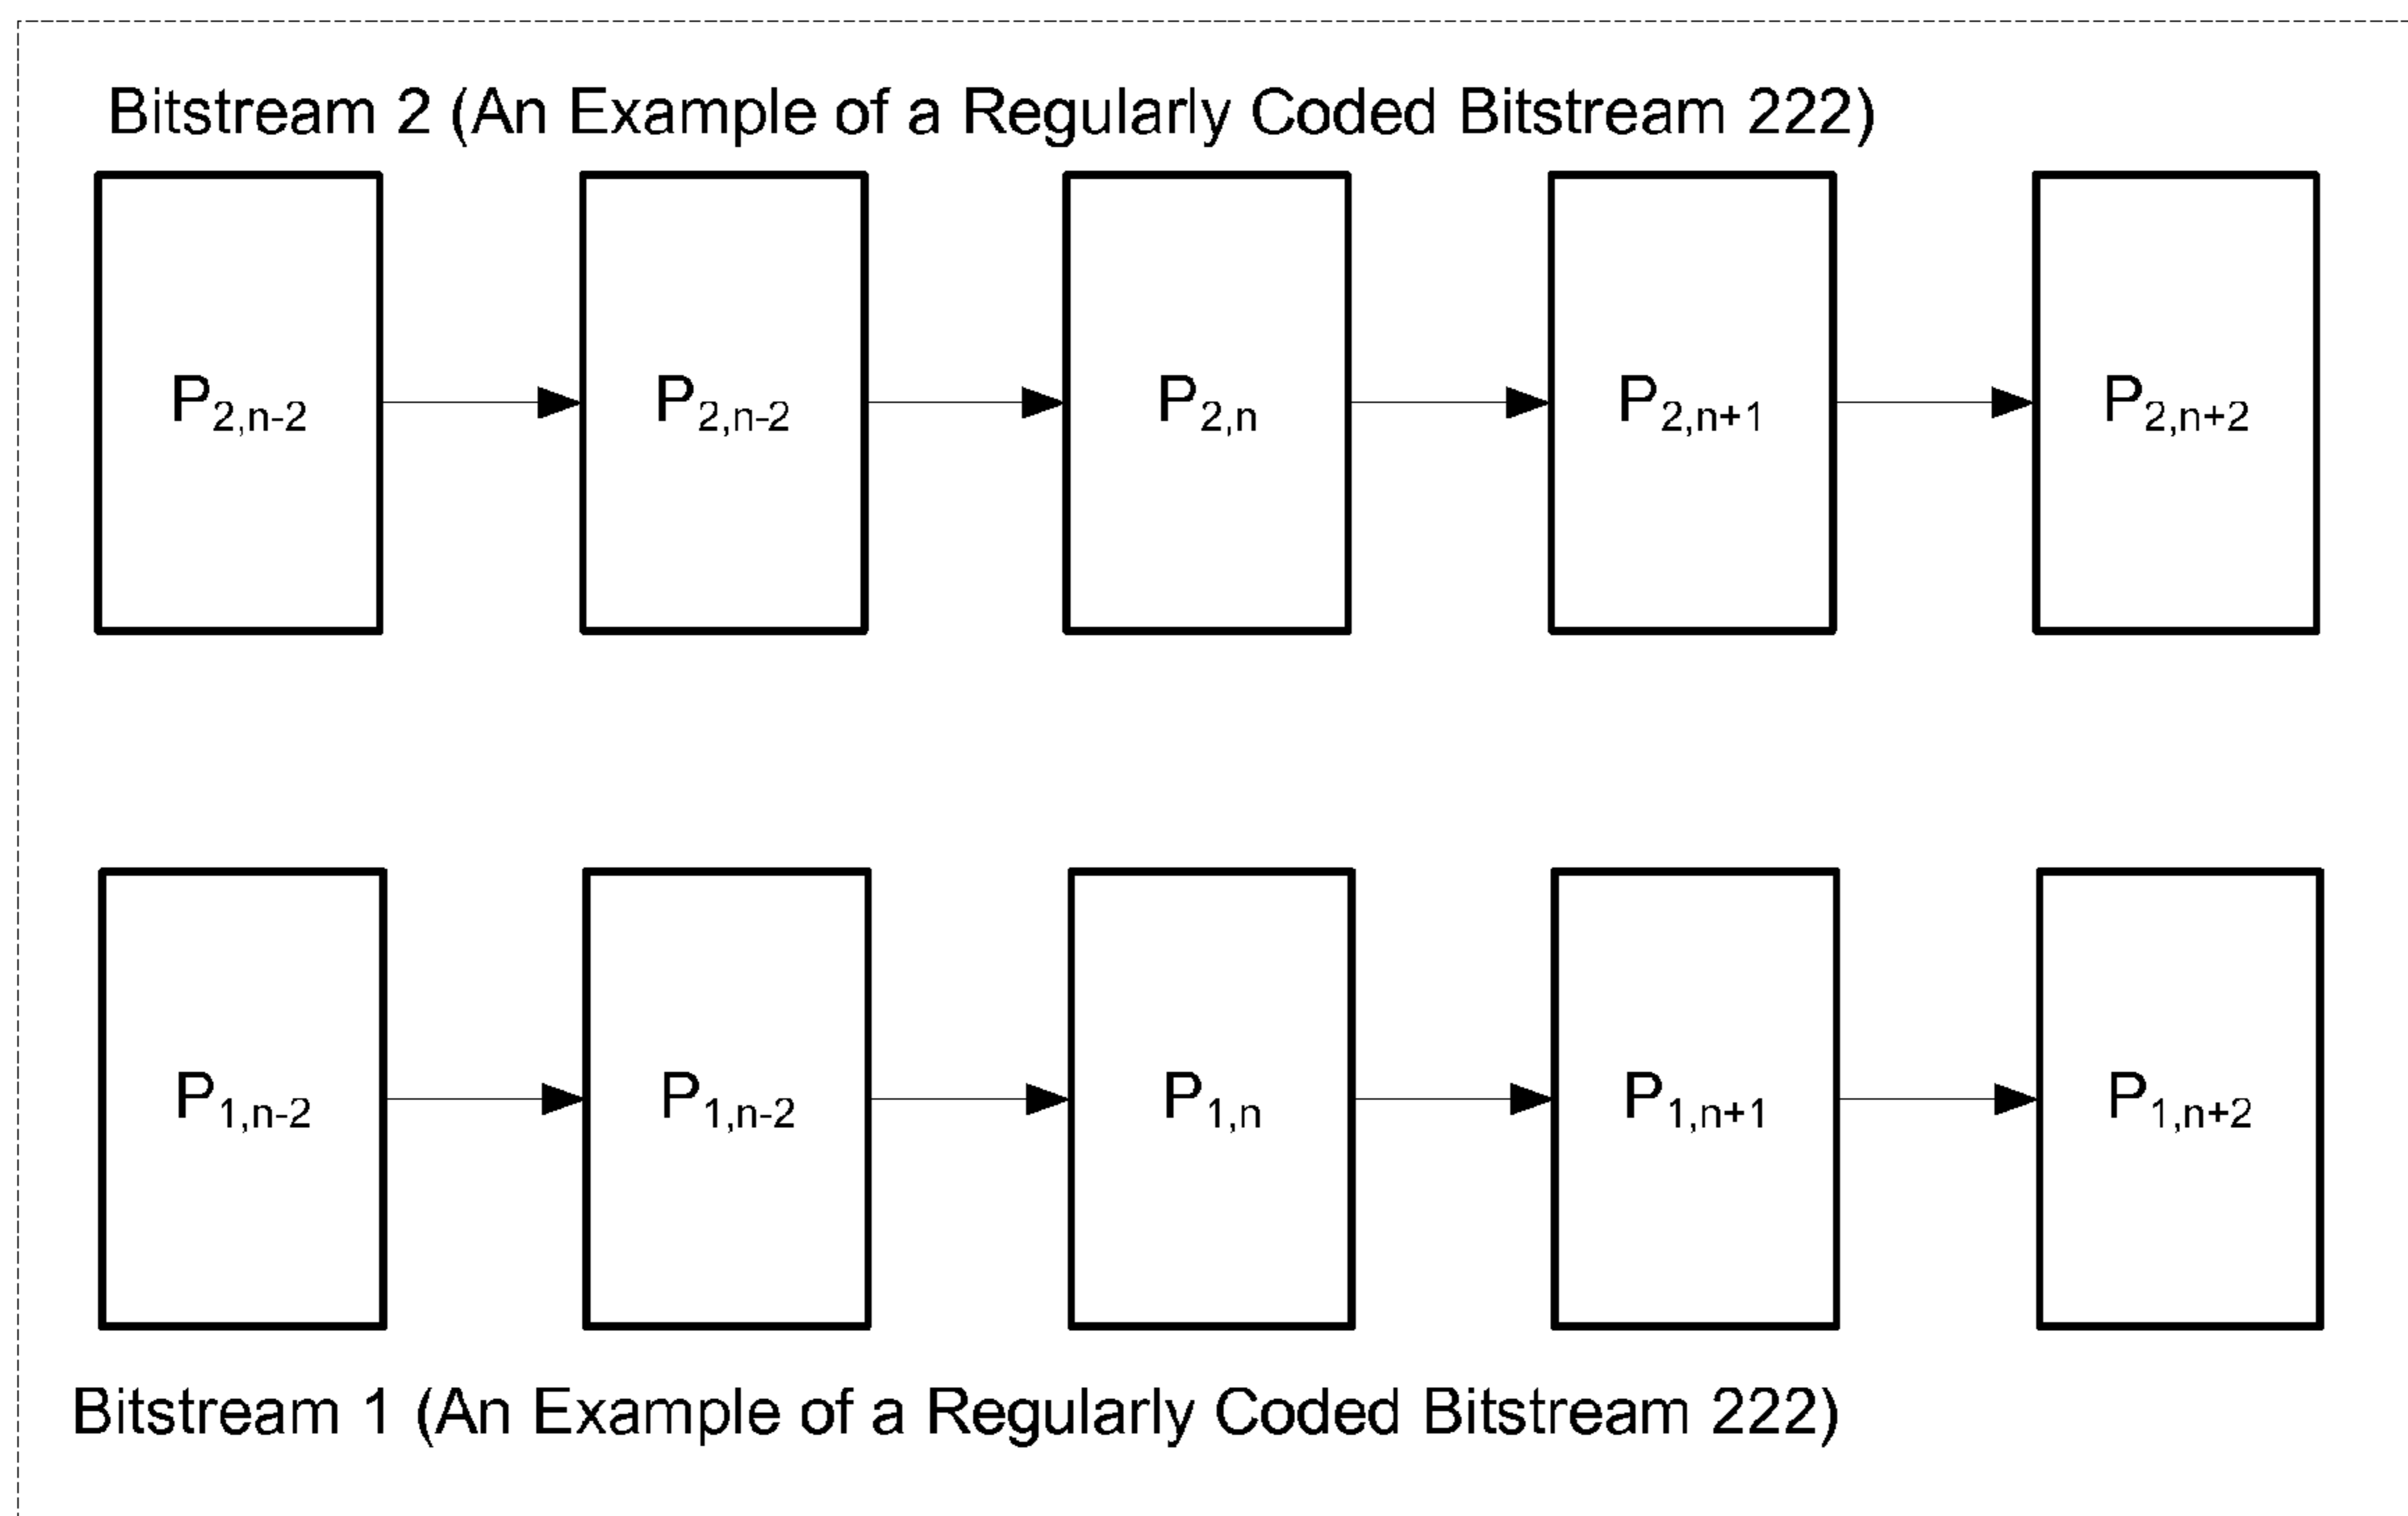 Bitstream 2 (An Example of a Regularly Coded Bitstream 222)
P2,n-2 P2,n-2 P2,n P2,n+1 P2,n+2
P1,n-2 P1,n-2 P1,n P1,n+1 P1,n+2
Bitstream 1 (An Example of a Regularly Coded Bitstream 222)